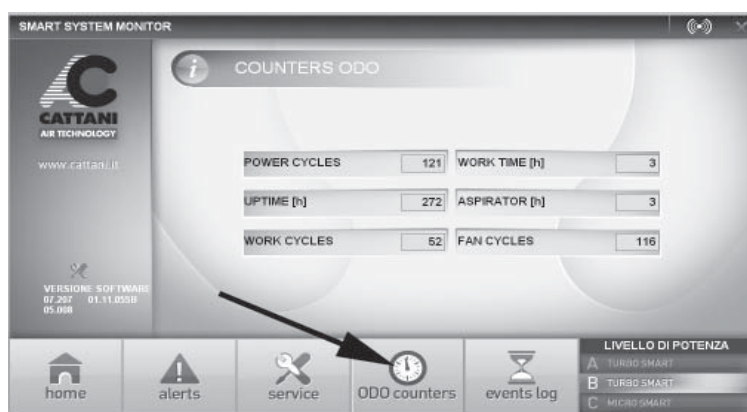 SMART SYSTEM MONITOR
COUNTERS ODO
CATTANI
AIR TECHNOLOGY
www.cattani.it
POWER CYCLES 121 WORK TIME [h] 3
UPTIME [h] 272 ASPIRATOR [h] 3
WORK CYCLES 52 FAN CYCLES 116
VERSIONE SOFTWARE
07.207 01.11.055B
05.00B
LIVELLO DI POTENZA
A TURBO SMART
B TURBO SMART
C MICRO SMART
home alerts service ODO counters events log